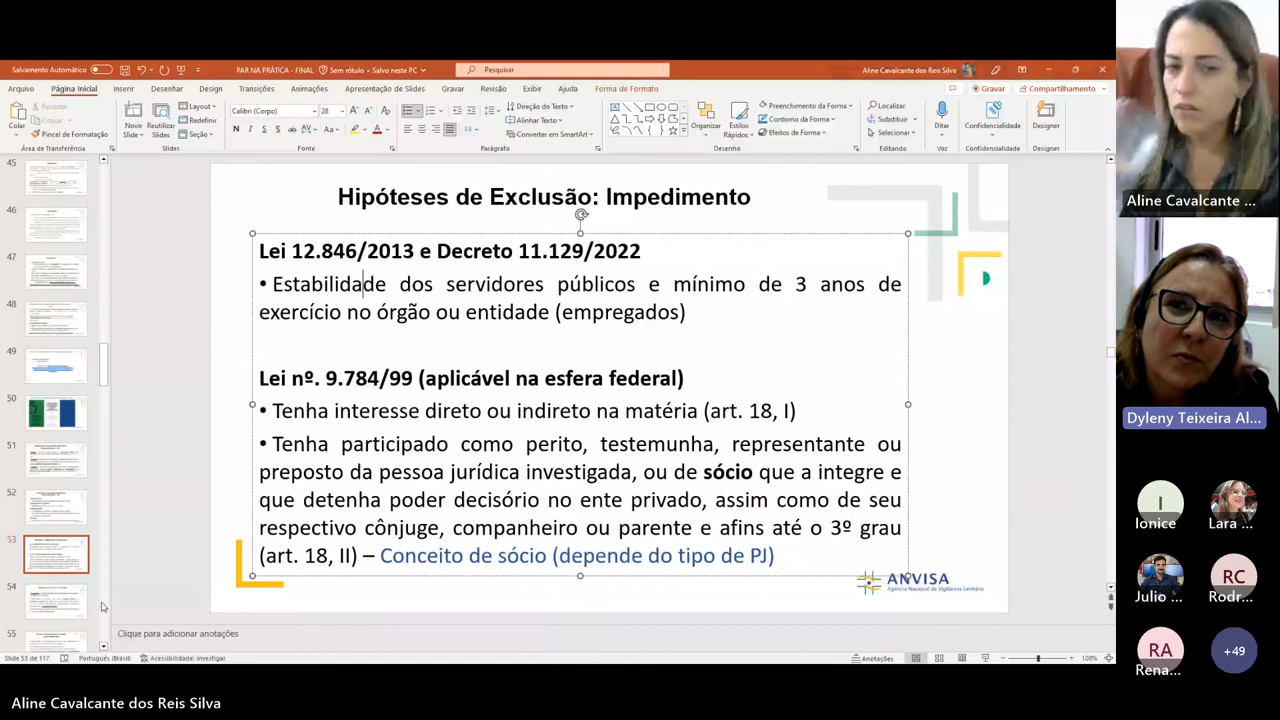 Salvamento Automático
PAR NA PRÁTICA - FINAL
Sem rótulo • Salvo neste PC
Pesquisar
Aline Cavalcante dos Reis Silva
Arquivo
Página Inicial
Inserir
Desenhar
Design
Transições
Animações
Apresentação de Slides
Gravar
Revisão
Exibir
Ajuda
Forma de Formato
Gravar
Compartilhamento
Colar
Recortar
Copiar
Pincel de Formatação
Área de Transferência
Novo Slide
Reutilizar Slides
Layout
Redefinir
Seção
Slides
Calibri (Corpo)
28
Fonte
Direção do Texto
Alinhar Texto
Converter em SmartArt
Parágrafo
Organizar
Estilos Rápidos
Preenchimento da Forma
Contorno da Forma
Efeitos de Forma
Desenho
Localizar
Substituir
Selecionar
Editando
Ditar
Voz
Confidencialidade
Confidencialidade
Designer
Designer
45
46
47
48
49
50
51
52
53
54
55
Hipóteses de Exclusão: Impedimento
Lei 12.846/2013 e Decreto 11.129/2022
• Estabilidade dos servidores públicos e mínimo de 3 anos de
exercício no órgão ou entidade (empregados)
Lei nº. 9.784/99 (aplicável na esfera federal)
• Tenha interesse direto ou indireto na matéria (art. 18, I)
• Tenha participado como perito, testemunha, representante ou
preposto da pessoa jurídica investigada, ou de sócio que a integre e
que detenha poder decisório no ente privado, bem como de seu
respectivo cônjuge, companheiro ou parente e afins até o 3º grau
(art. 18, II) – Conceito de sócio (depende do tipo de PJ)
ANVISA
Agência Nacional de Vigilância Sanitária
Clique para adicionar anotações
Slide 53 de 117
Português (Brasil)
Acessibilidade: investigar
Anotações
108%
Aline Cavalcante ...
Dyleny Teixeira Al...
I
Ionice
Lara ...
Julio ...
RC
Rodr...
RA
Rena...
+49
Aline Cavalcante dos Reis Silva